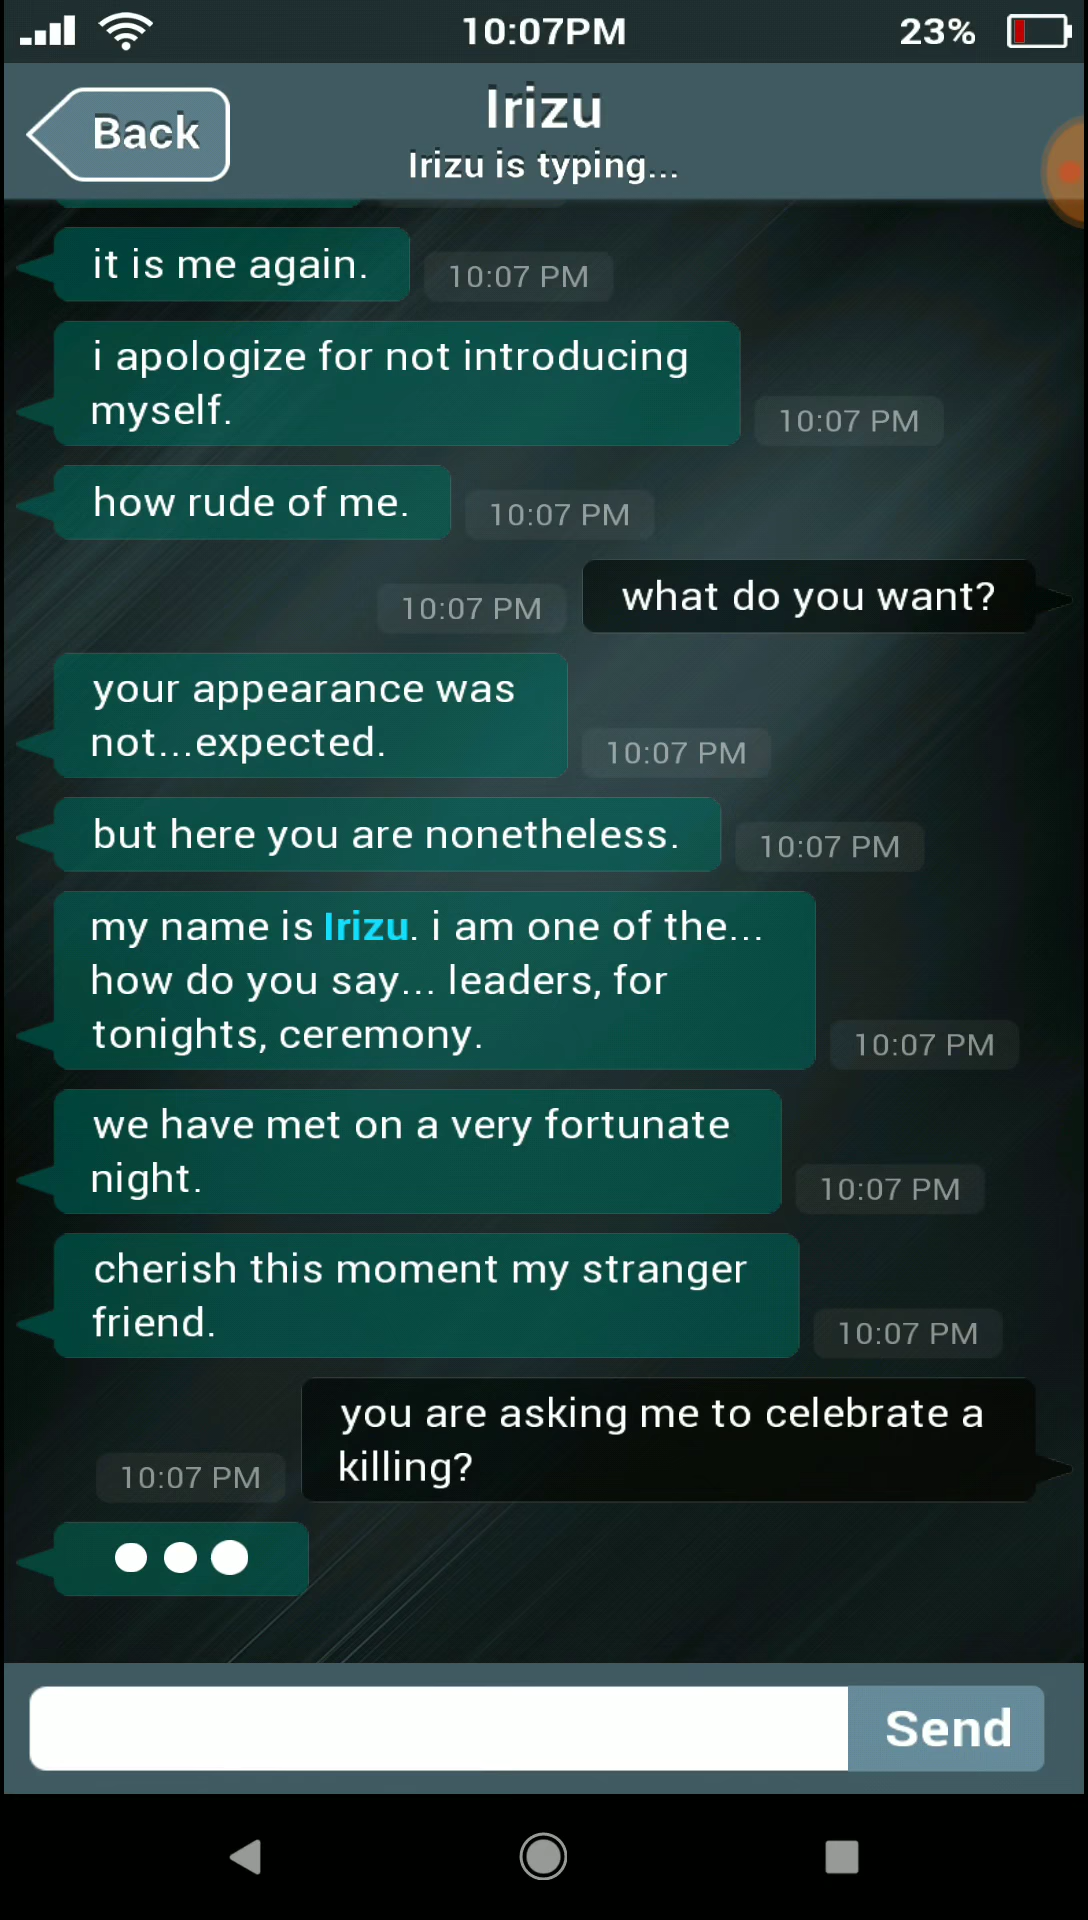 10:07PM
23%
Back
Irizu
Irizu is typing...
it is me again.
10:07 PM
i apologize for not introducing
myself.
10:07 PM
how rude of me.
10:07 PM
what do you want?
10:07 PM
your appearance was
not...expected.
10:07 PM
but here you are nonetheless.
10:07 PM
my name is Irizu. i am one of the...
how do you say... leaders, for
tonights, ceremony.
10:07 PM
we have met on a very fortunate
night.
10:07 PM
cherish this moment my stranger
friend.
10:07 PM
you are asking me to celebrate a
killing?
10:07 PM
Send